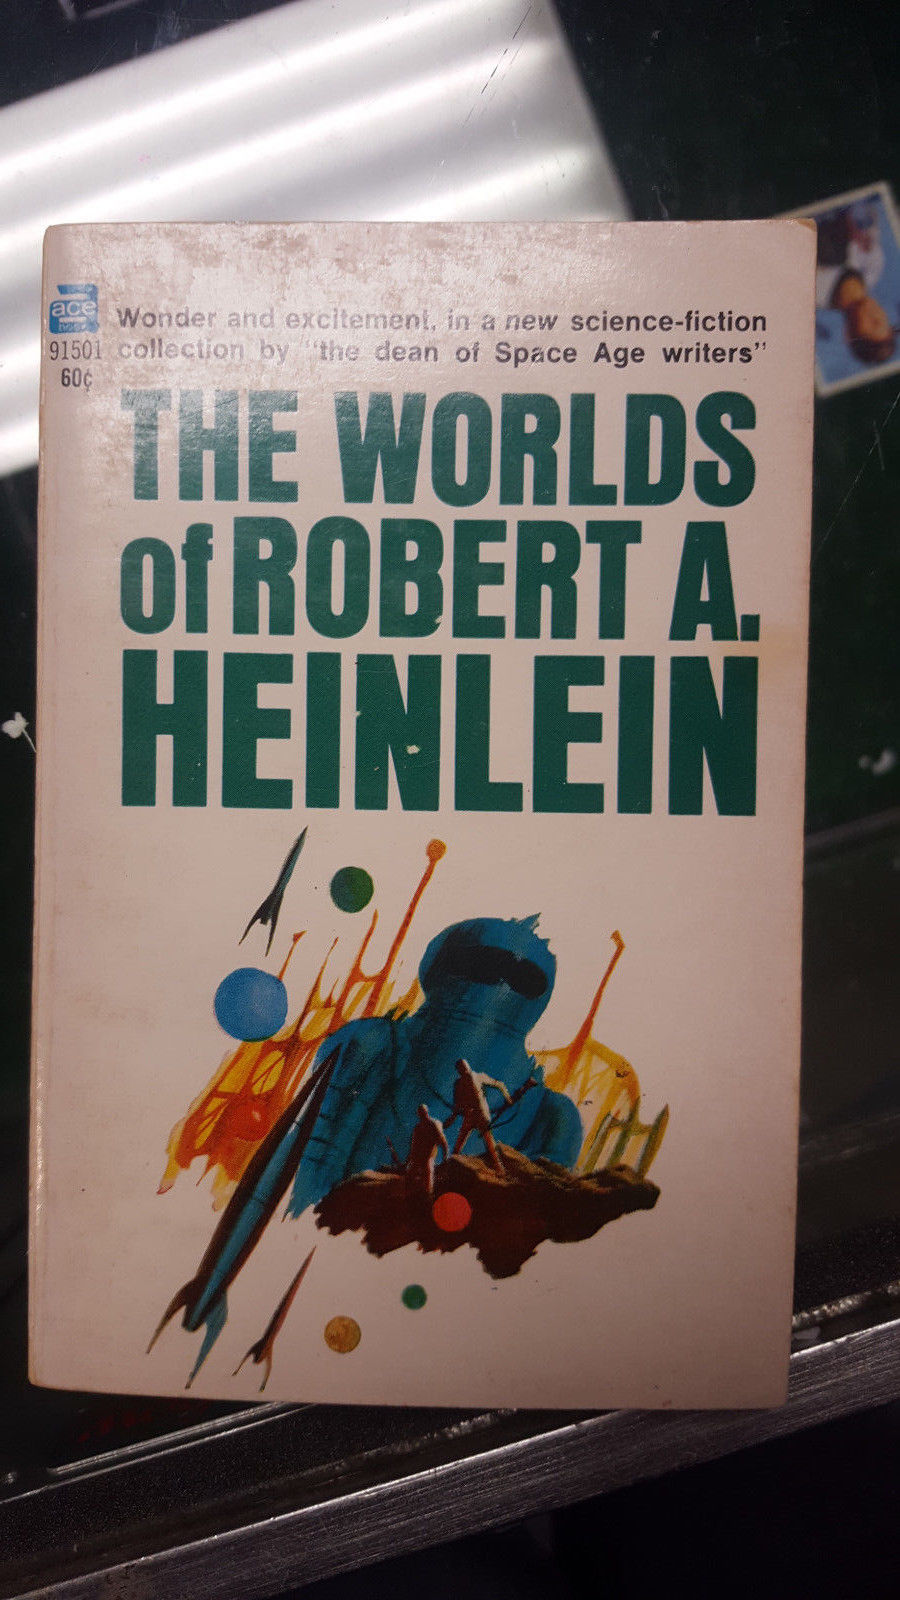 ace
91501
60¢
Wonder and excitement, in a new science-fiction
collection by "the dean of Space Age writers"
THE WORLDS
of ROBERT A.
HEINLEIN